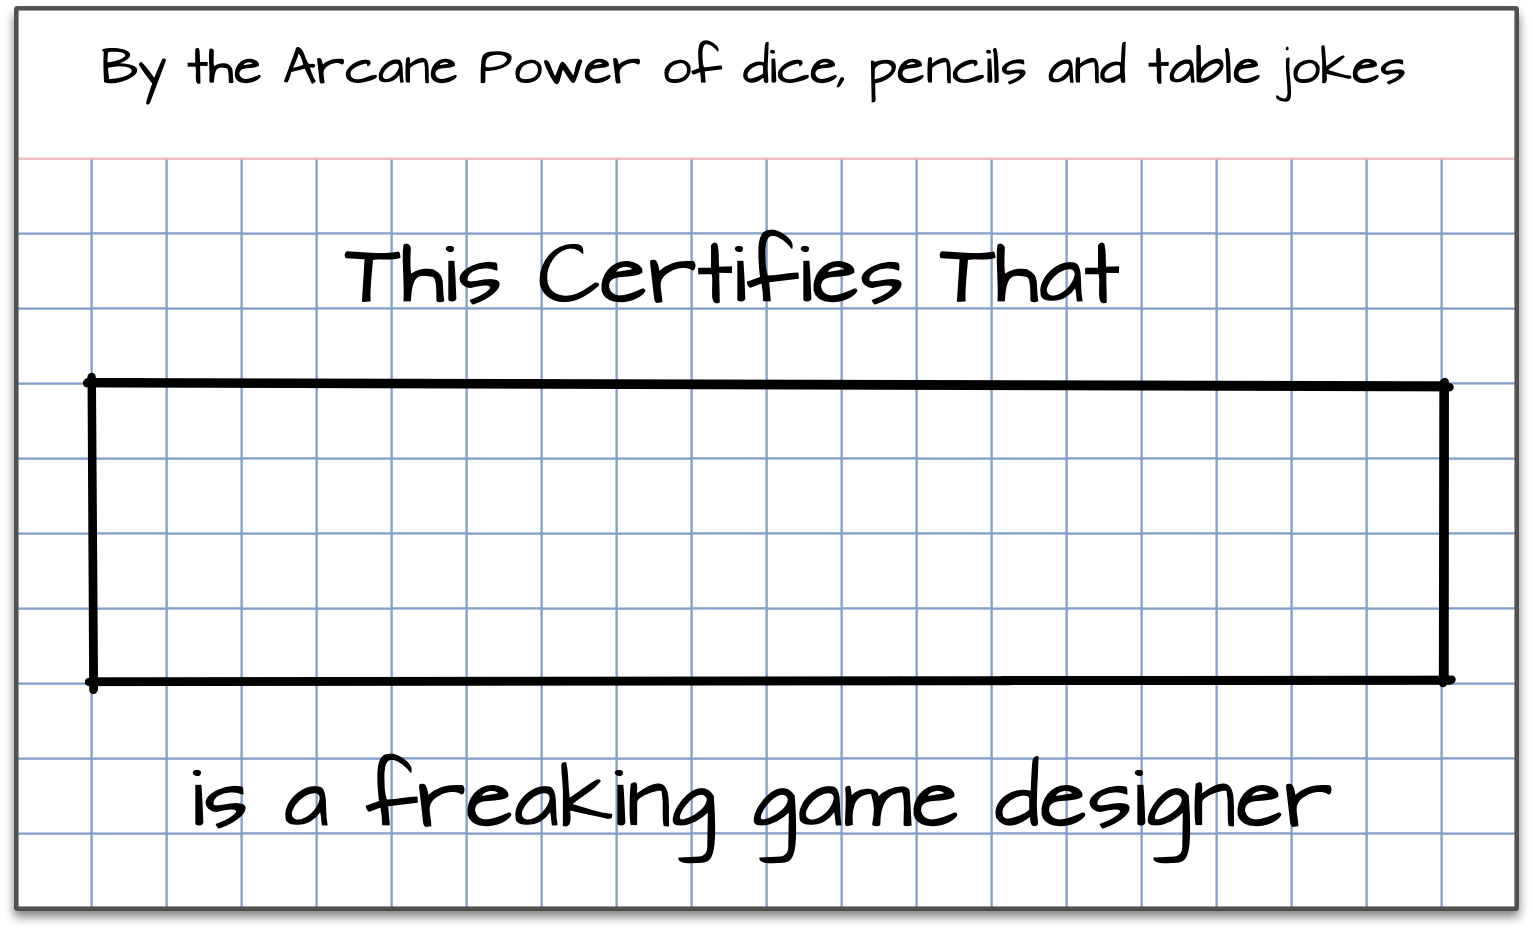 By the Arcane Power of dice, pencils and table jokes
This Certifies That
is a freaking game designer